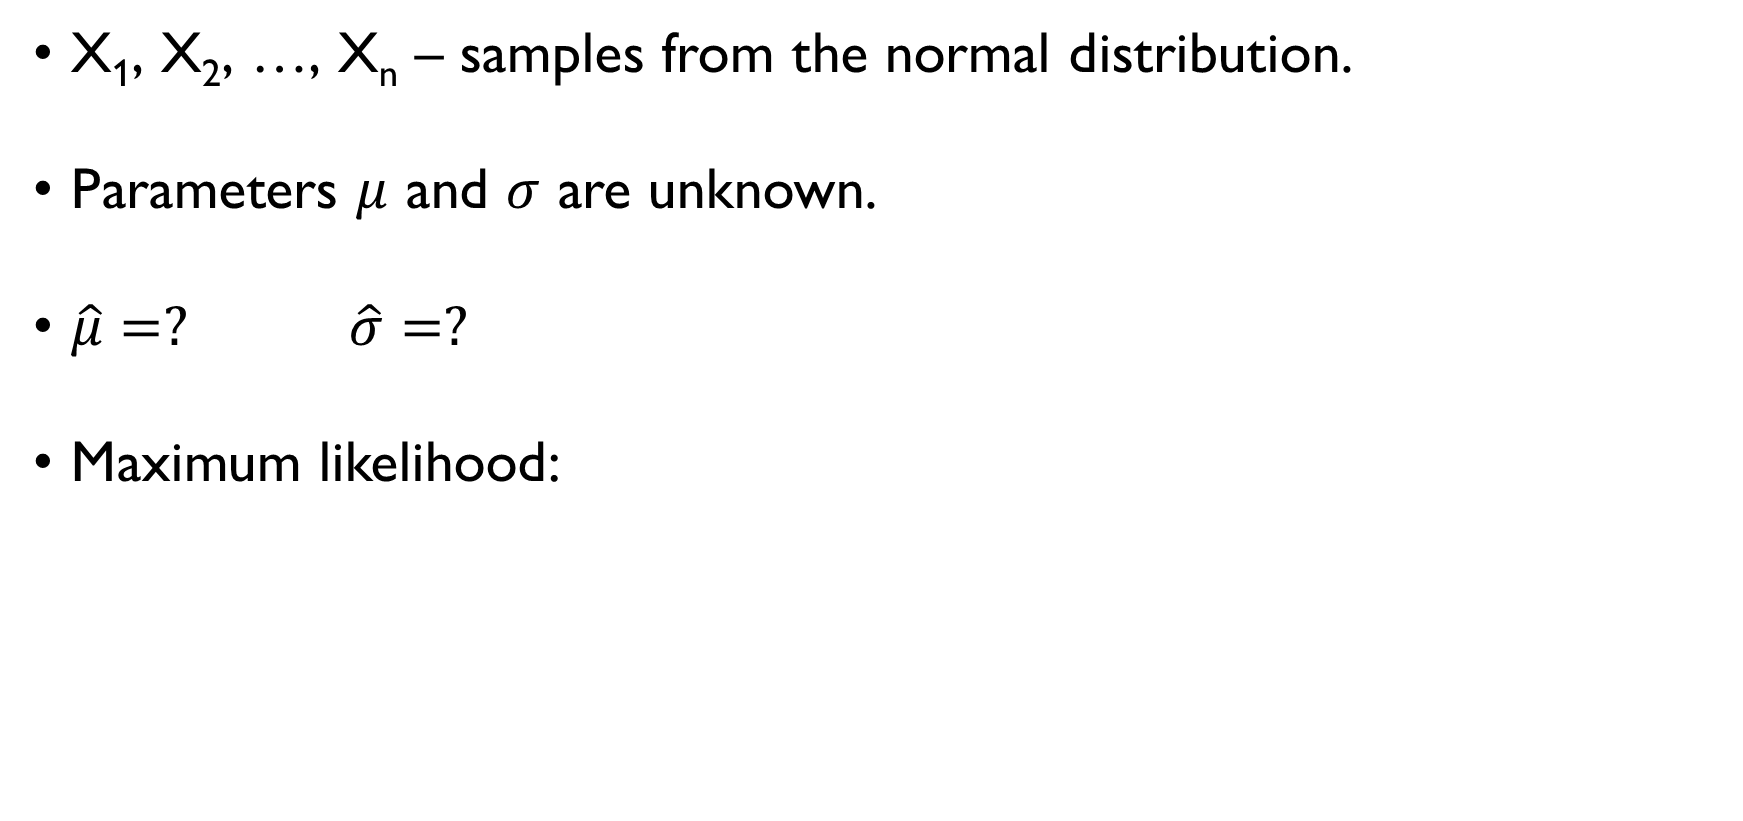 • X₁, X₂, …, Xₙ – samples from the normal distribution.
• Parameters 𝜇 and 𝜎 are unknown.
• 𝜇̂ =? 𝜎̂ =?
• Maximum likelihood: